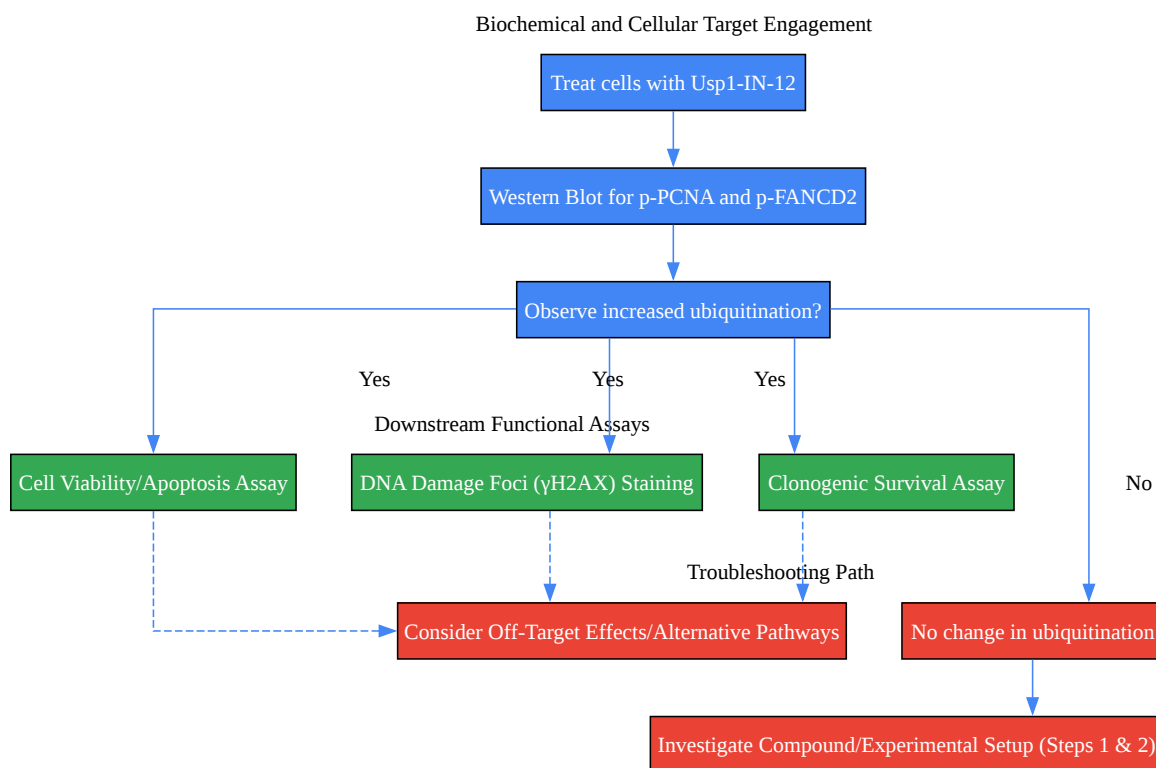 Biochemical and Cellular Target Engagement
Treat cells with Usp1-IN-12
Western Blot for p-PCNA and p-FANCD2
Observe increased ubiquitination?
Yes
Yes
Yes
Downstream Functional Assays
Cell Viability/Apoptosis Assay
DNA Damage Foci (γH2AX) Staining
Clonogenic Survival Assay
No
Troubleshooting Path
Consider Off-Target Effects/Alternative Pathways
No change in ubiquitination
Investigate Compound/Experimental Setup (Steps 1 & 2)